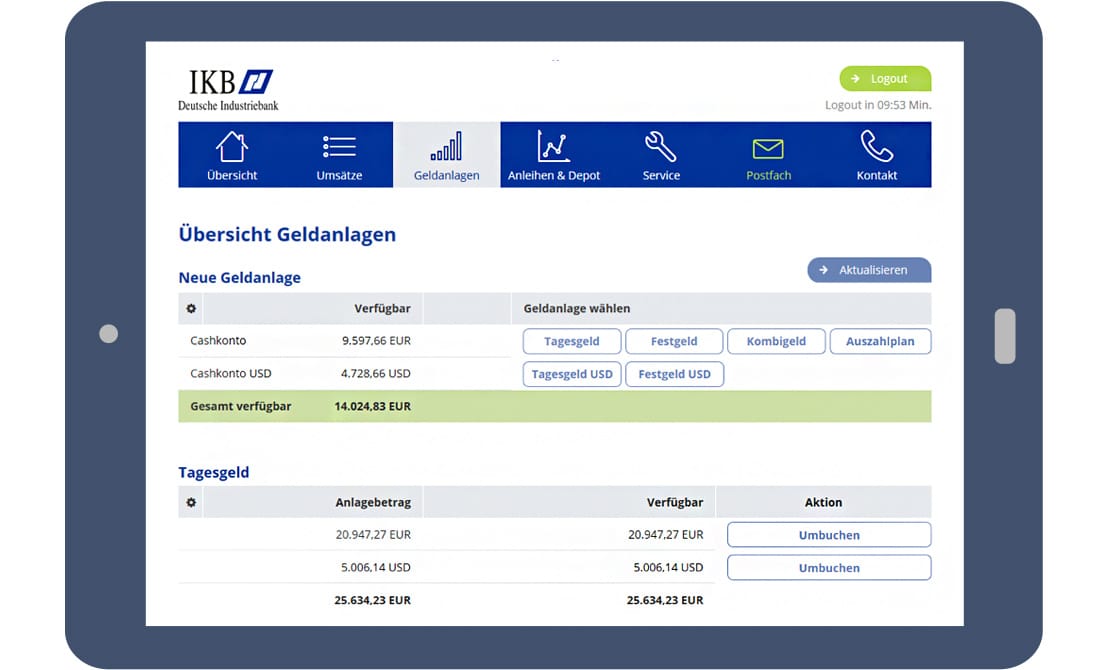 IKB
Deutsche Industriebank
Logout
Logout in 09:53 Min.
Übersicht Umsätze Geldanlagen Anleihen & Depot Service Postfach Kontakt
Übersicht Geldanlagen
Aktualisieren
Neue Geldanlage
Verfügbar Geldanlage wählen
Cashkonto 9.597,66 EUR Tagesgeld Festgeld Kombigeld Auszahlplan
Cashkonto USD 4.728,66 USD Tagesgeld USD Festgeld USD
Gesamt verfügbar 14.024,83 EUR
Tagesgeld
Anlagebetrag Verfügbar Aktion
20.947,27 EUR 20.947,27 EUR Umbuchen
5.006,14 USD 5.006,14 USD Umbuchen
25.634,23 EUR 25.634,23 EUR